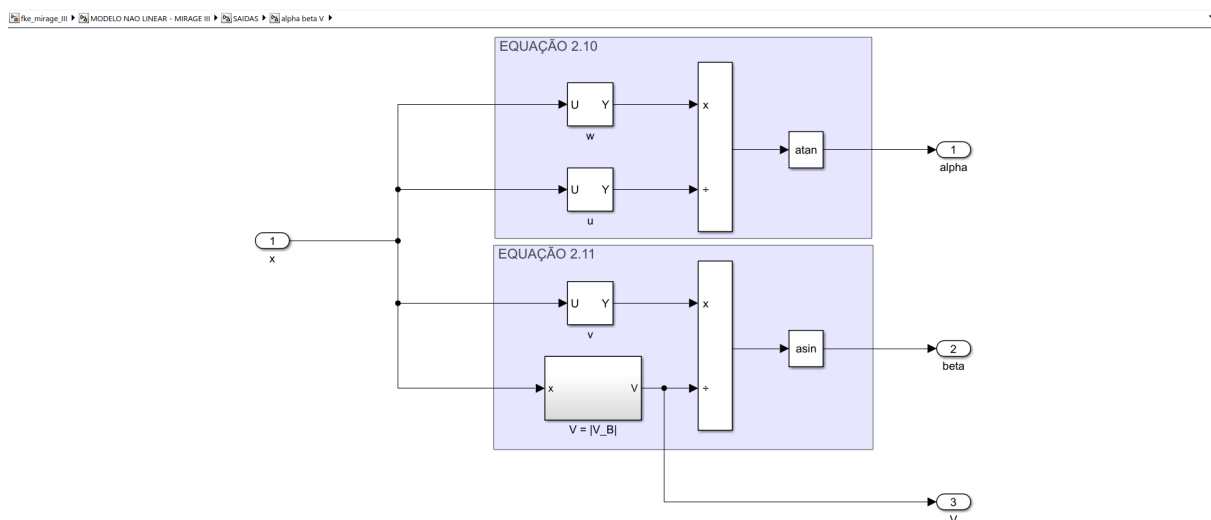 fke_mirage_III ▶ MODELO NAO LINEAR - MIRAGE III ▶ SAIDAS ▶ alpha beta V ▶
EQUAÇÃO 2.10
U Y
w
x
atan
1
alpha
U Y
u
÷
1
x
EQUAÇÃO 2.11
U Y
v
x
asin
2
beta
x V
V = |V_B|
÷
3
V